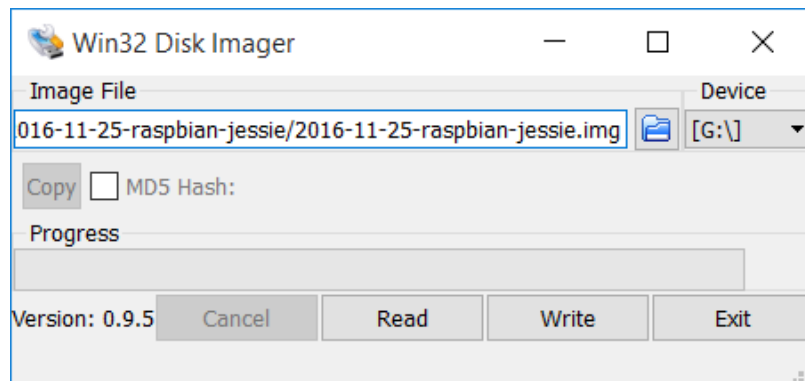 Win32 Disk Imager
Image File
Device
016-11-25-raspbian-jessie/2016-11-25-raspbian-jessie.img
[G:\]
Copy
MD5 Hash:
Progress
Version: 0.9.5
Cancel
Read
Write
Exit